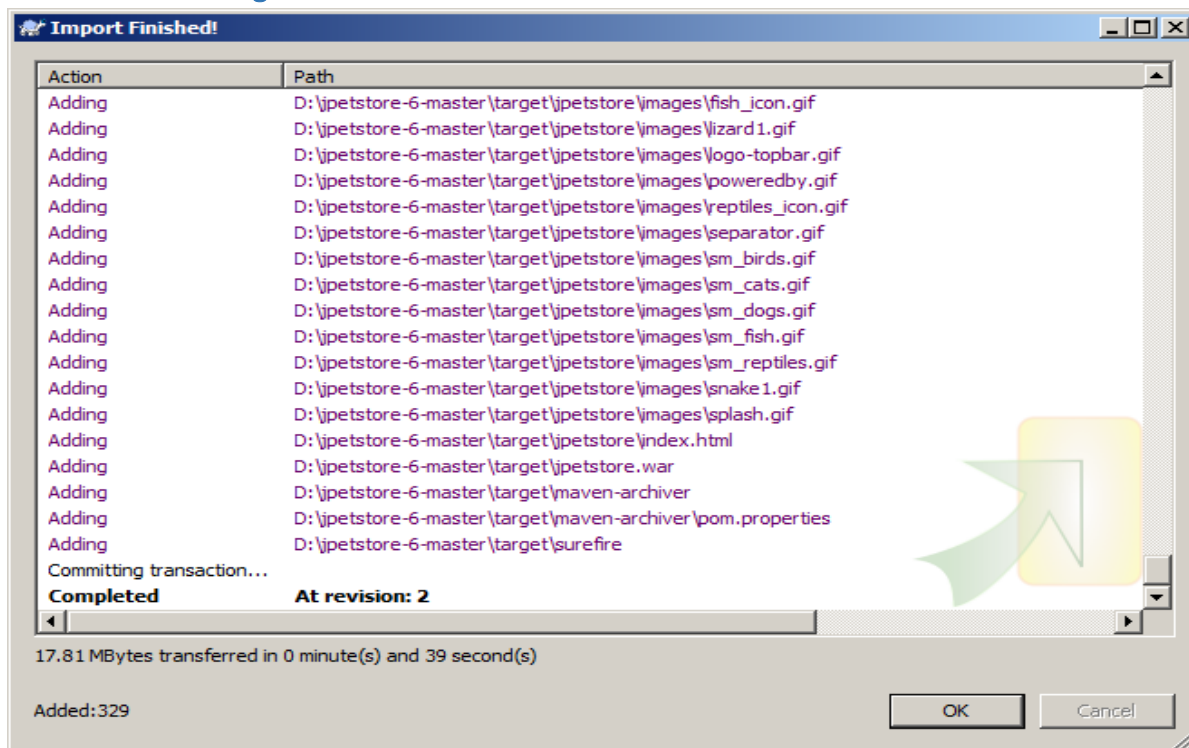 Import Finished!
Action Path
Adding D:\jpetstore-6-master\target\jpetstore\images\fish_icon.gif
Adding D:\jpetstore-6-master\target\jpetstore\images\lizard1.gif
Adding D:\jpetstore-6-master\target\jpetstore\images\logo-topbar.gif
Adding D:\jpetstore-6-master\target\jpetstore\images\poweredby.gif
Adding D:\jpetstore-6-master\target\jpetstore\images\reptiles_icon.gif
Adding D:\jpetstore-6-master\target\jpetstore\images\separator.gif
Adding D:\jpetstore-6-master\target\jpetstore\images\sm_birds.gif
Adding D:\jpetstore-6-master\target\jpetstore\images\sm_cats.gif
Adding D:\jpetstore-6-master\target\jpetstore\images\sm_dogs.gif
Adding D:\jpetstore-6-master\target\jpetstore\images\sm_fish.gif
Adding D:\jpetstore-6-master\target\jpetstore\images\sm_reptiles.gif
Adding D:\jpetstore-6-master\target\jpetstore\images\snake1.gif
Adding D:\jpetstore-6-master\target\jpetstore\images\splash.gif
Adding D:\jpetstore-6-master\target\jpetstore\index.html
Adding D:\jpetstore-6-master\target\jpetstore.war
Adding D:\jpetstore-6-master\target\maven-archiver
Adding D:\jpetstore-6-master\target\maven-archiver\pom.properties
Adding D:\jpetstore-6-master\target\surefire
Committing transaction...
Completed At revision: 2
17.81 MBytes transferred in 0 minute(s) and 39 second(s)
Added:329 OK Cancel